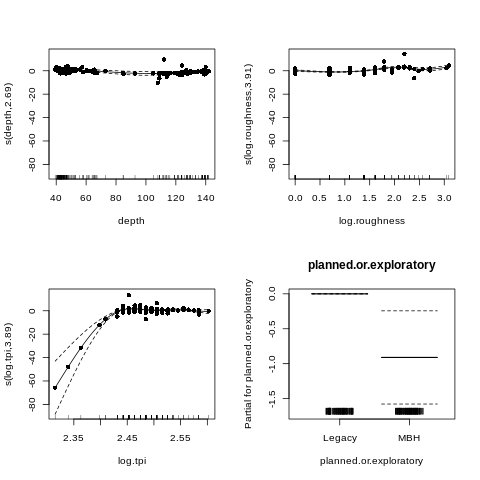 s(depth,2.69)
0
-20
-40
-60
-80
40 60 80 100 120 140
depth
s(log.roughness,3.91)
0
-20
-40
-60
-80
0.0 0.5 1.0 1.5 2.0 2.5 3.0
log.roughness
s(log.tpi,3.89)
0
-20
-40
-60
-80
2.35 2.45 2.55
log.tpi
planned.or.exploratory
Partial for planned.or.exploratory
0.0
-0.5
-1.0
-1.5
Legacy MBH
planned.or.exploratory